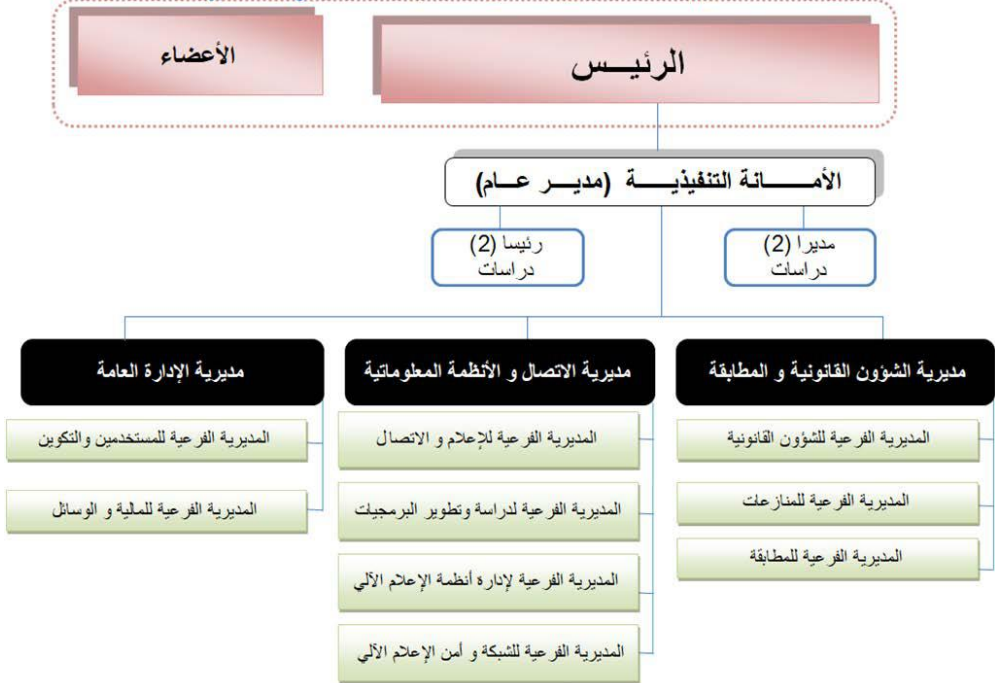 الرئيـــس
الأعضاء
الأمــــانة التنفيذيـــــة (مديـــر عـــام)
مديرا (2)
دراسات
رئيسا (2)
دراسات
مديرية الشؤون القانونية و المطابقة
المديرية الفرعية للشؤون القانونية
المديرية الفرعية للمنازعات
المديرية الفرعية للمطابقة
مديرية الاتصال و الأنظمة المعلوماتية
المديرية الفرعية للإعلام و الاتصال
المديرية الفرعية لدراسة وتطوير البرمجيات
المديرية الفرعية لإدارة أنظمة الإعلام الآلي
المديرية الفرعية للشبكة و أمن الإعلام الآلي
مديرية الإدارة العامة
المديرية الفرعية للمستخدمين والتكوين
المديرية الفرعية للمالية و الوسائل